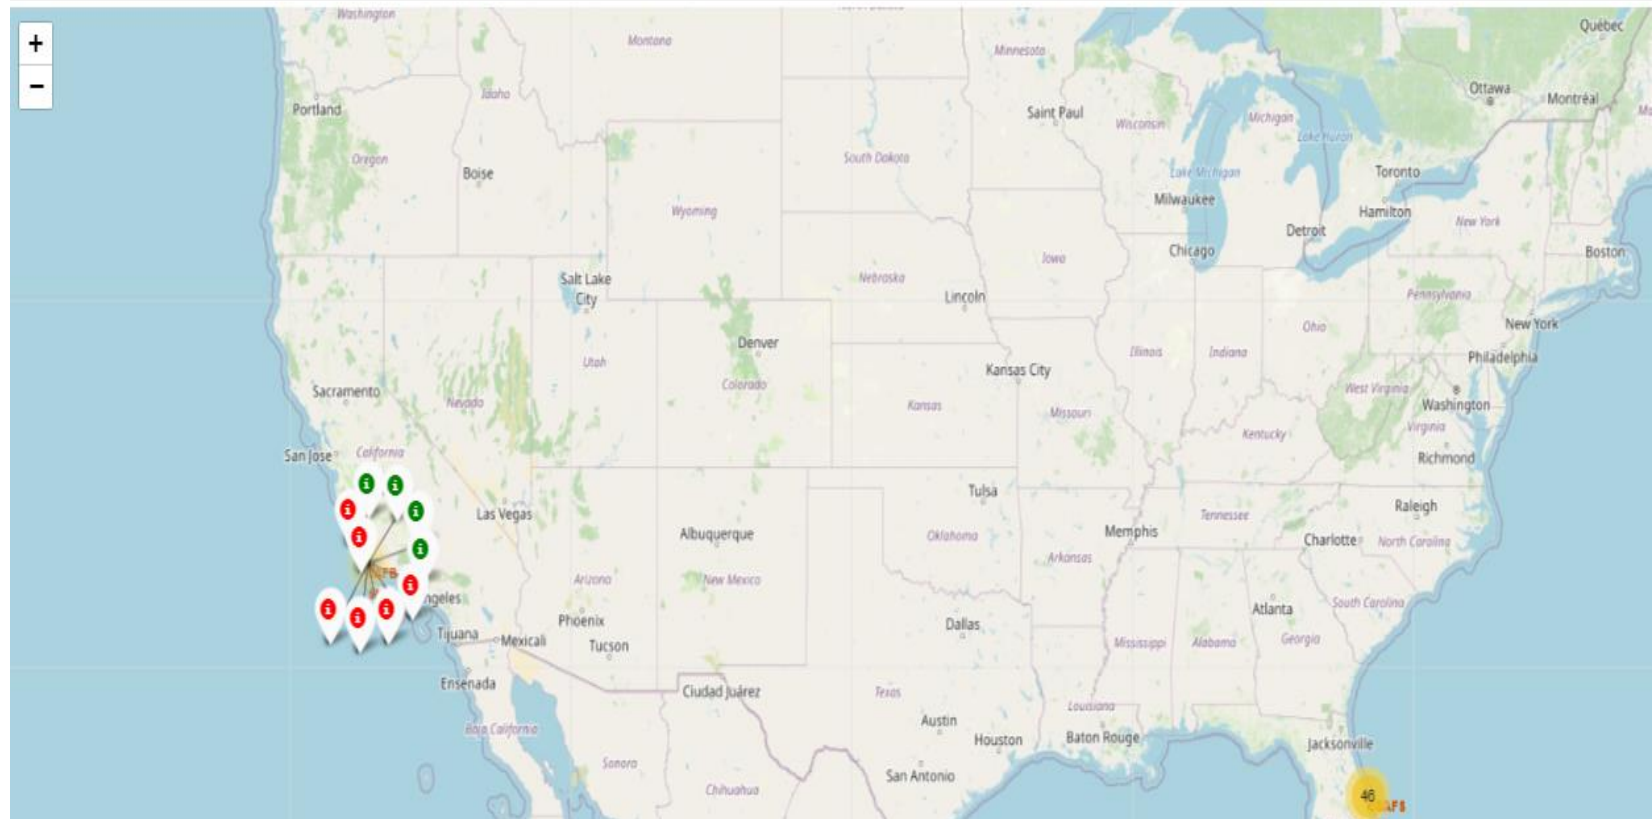 +
−
Washington
Montana
Minnesota
Québec
Ottawa
Montréal
Portland
Idaho
Saint Paul
Wisconsin
Michigan
Lake Huron
Oregon
Boise
South Dakota
Lake Michigan
Toronto
Wyoming
Milwaukee
Hamilton
New York
Detroit
Chicago
Boston
Iowa
Salt Lake
City
Nebraska
Lincoln
Pennsylvania
New York
Ohio
Denver
Utah
Illinois
Indiana
Philadelphia
Kansas City
Colorado
Sacramento
Nevada
Kansas
Missouri
West Virginia
Washington
Virginia
Kentucky
San Jose
California
Richmond
Tulsa
Las Vegas
Raleigh
Tennessee
Albuquerque
Oklahoma
Memphis
Charlotte
North Carolina
Arkansas
Arizona
New Mexico
ngeles
Phoenix
Atlanta
South Carolina
Dallas
Tijuana
Mexicali
Tucson
Mississippi
Alabama
Georgia
Ensenada
Ciudad Juárez
Texas
Louisiana
Baja California
Austin
Houston
Baton Rouge
Jacksonville
Sonora
San Antonio
Chihuahua
46
AFS